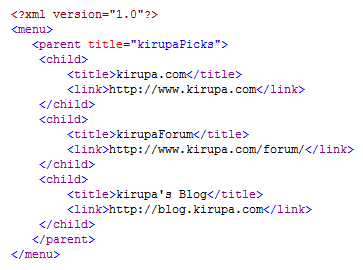 <?xml version="1.0"?>
<menu>
<parent title="kirupaPicks">
<child>
<title>kirupa.com</title>
<link>http://www.kirupa.com</link>
</child>
<child>
<title>kirupaForum</title>
<link>http://www.kirupa.com/forum/</link>
</child>
<child>
<title>kirupa's Blog</title>
<link>http://blog.kirupa.com</link>
</child>
</parent>
</menu>